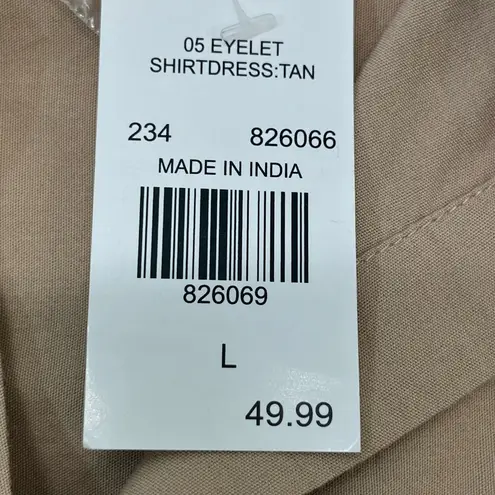 05 EYELET
SHIRTDRESS:TAN
234 826066
MADE IN INDIA
826069
L
49.99